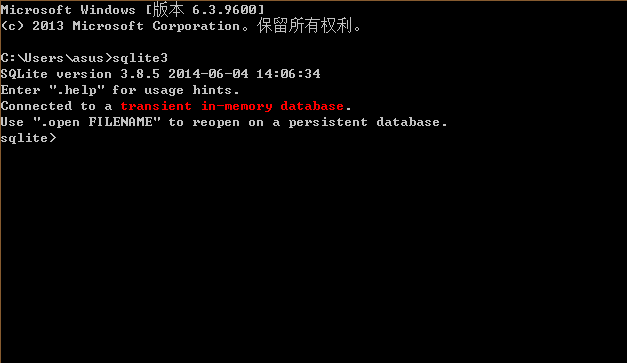 Microsoft Windows [版本 6.3.9600]
(c) 2013 Microsoft Corporation。保留所有权利。
C:\Users\asus>sqlite3
SQLite version 3.8.5 2014-06-04 14:06:34
Enter ".help" for usage hints.
Connected to a transient in-memory database.
Use ".open FILENAME" to reopen on a persistent database.
sqlite>